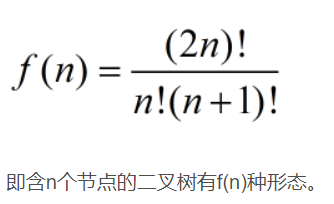 f(n) = (2n)! / n!(n+1)!
即含n个节点的二叉树有f(n)种形态。